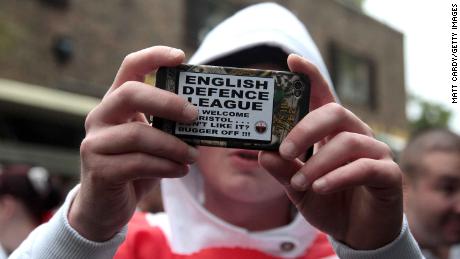 ENGLISH
DEFENCE
LEAGUE
WELCOME
BRISTOL...
N'T LIKE IT?
BUGGER OFF !!!
MATT CARDY/GETTY IMAGES